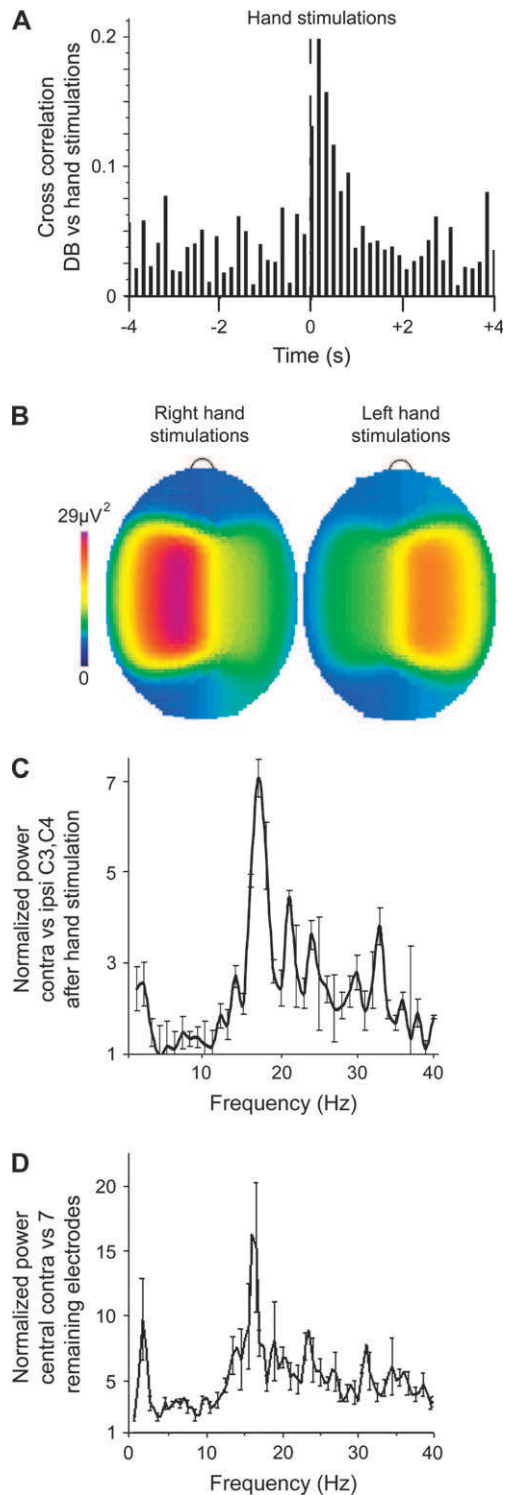 A
Hand stimulations
Cross correlation
DB vs hand stimulations
0.2
0.1
0
-4
-2
0
+2
+4
Time (s)
B
Right hand
stimulations
Left hand
stimulations
29µV²
0
C
Normalized power
contra vs ipsi C3,C4
after hand stimulation
7
5
3
1
10
20
30
40
Frequency (Hz)
D
Normalized power
central contra vs 7
remaining electrodes
20
15
10
5
1
0
10
20
30
40
Frequency (Hz)